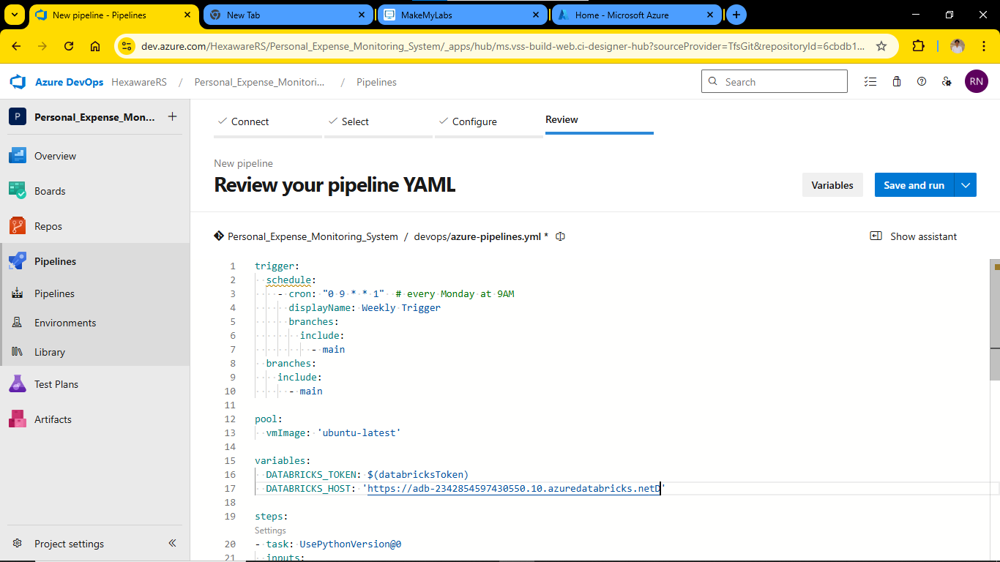 New pipeline - Pipelines
New Tab
MakeMyLabs
Home - Microsoft Azure
dev.azure.com/HexawareRS/Personal_Expense_Monitoring_System/_apps/hub/ms.vss-build-web.ci-designer-hub?sourceProvider=TfsGit&repositoryId=6cbdb1...
Azure DevOps HexawareRS / Personal_Expense_Monitori... / Pipelines
Search
RN
P Personal_Expense_Mon...
Overview
Boards
Repos
Pipelines
Pipelines
Environments
Library
Test Plans
Artifacts
Project settings
Connect
Select
Configure
Review
New pipeline
Review your pipeline YAML
Variables
Save and run
Personal_Expense_Monitoring_System / devops/azure-pipelines.yml *
Show assistant
1 trigger:
2 schedule:
3 - cron: "0 9 * * 1" # every Monday at 9AM
4 displayName: Weekly Trigger
5 branches:
6 include:
7 - main
8 branches:
9 include:
10 - main
11
12 pool:
13 vmImage: 'ubuntu-latest'
14
15 variables:
16 DATABRICKS_TOKEN: $(databricksToken)
17 DATABRICKS_HOST: 'https://adb-2342854597430550.10.azuredatabricks.netD'
18
19 steps:
Settings
20 - task: UsePythonVersion@0
21 inputs: